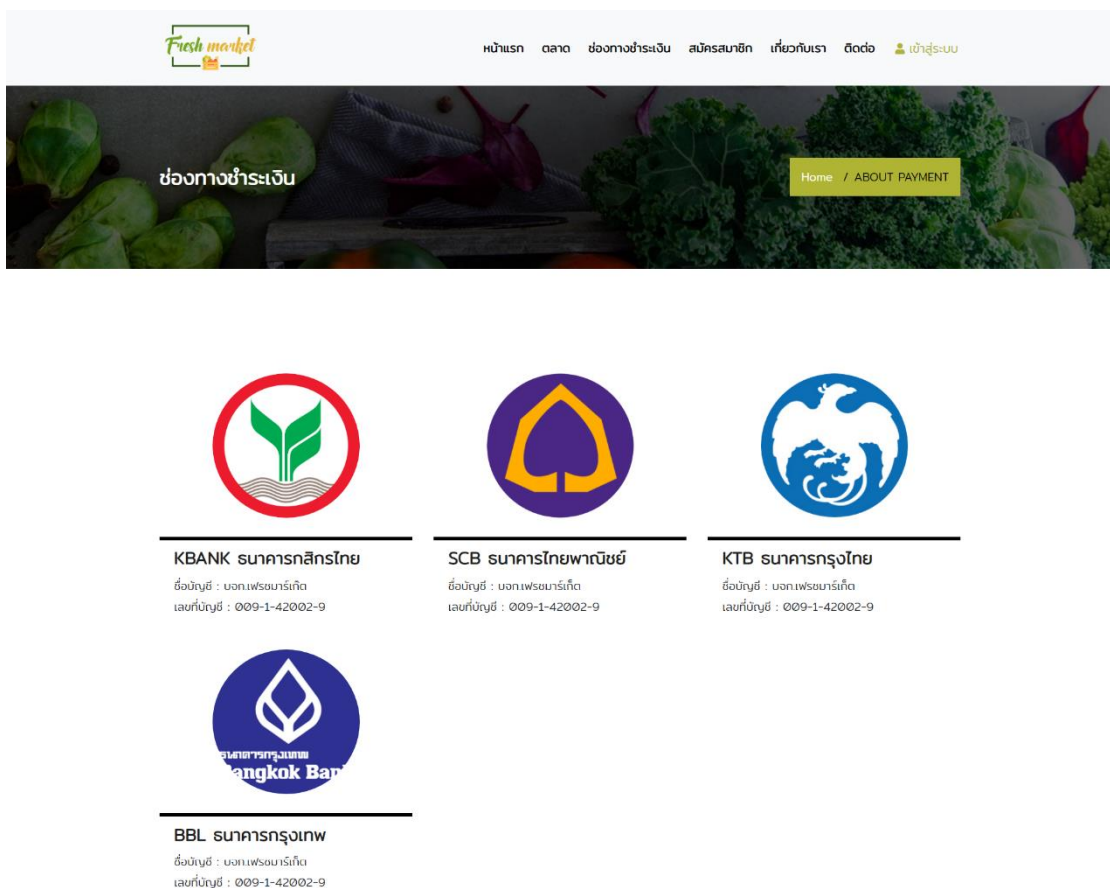 Fresh market
หน้าแรก ตลาด ช่องทางชำระเงิน สมัครสมาชิก เกี่ยวกับเรา ติดต่อ เข้าสู่ระบบ
ช่องทางชำระเงิน
Home / ABOUT PAYMENT
KBANK ธนาคารกสิกรไทย
ชื่อบัญชี : บจก.เฟรชมาร์เก๊ต
เลขที่บัญชี : 009-1-42002-9
SCB ธนาคารไทยพาณิชย์
ชื่อบัญชี : บจก.เฟรชมาร์เก็ต
เลขที่บัญชี : 009-1-42002-9
KTB ธนาคารกรุงไทย
ชื่อบัญชี : บจก.เฟรชมาร์เก็ต
เลขที่บัญชี : 009-1-42002-9
ธนาคารกรุงเทพ
Bangkok Bank
BBL ธนาคารกรุงเทพ
ชื่อบัญชี : บจก.เฟรชมาร์เก็ต
เลขที่บัญชี : 009-1-42002-9